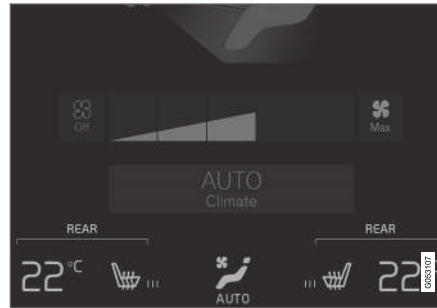 Off
Max
AUTO
Climate
REAR
REAR
22°C
22
AUTO
G053107